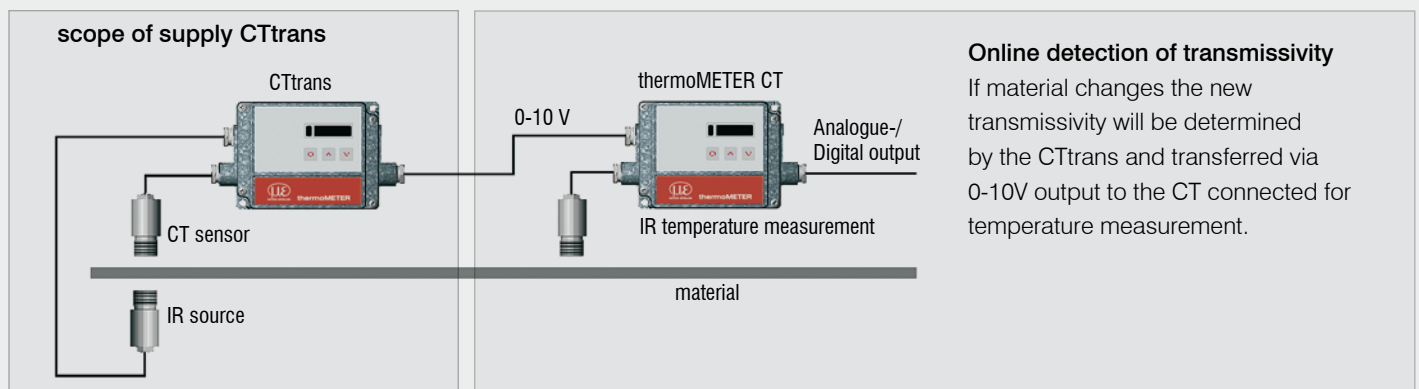 scope of supply CTtrans
CTtrans
CT sensor
IR source
thermoMETER
0-10 V
thermoMETER CT
Analogue-/
Digital output
thermoMETER
IR temperature measurement
material
Online detection of transmissivity
If material changes the new
transmissivity will be determined
by the CTtrans and transferred via
0-10V output to the CT connected for
temperature measurement.